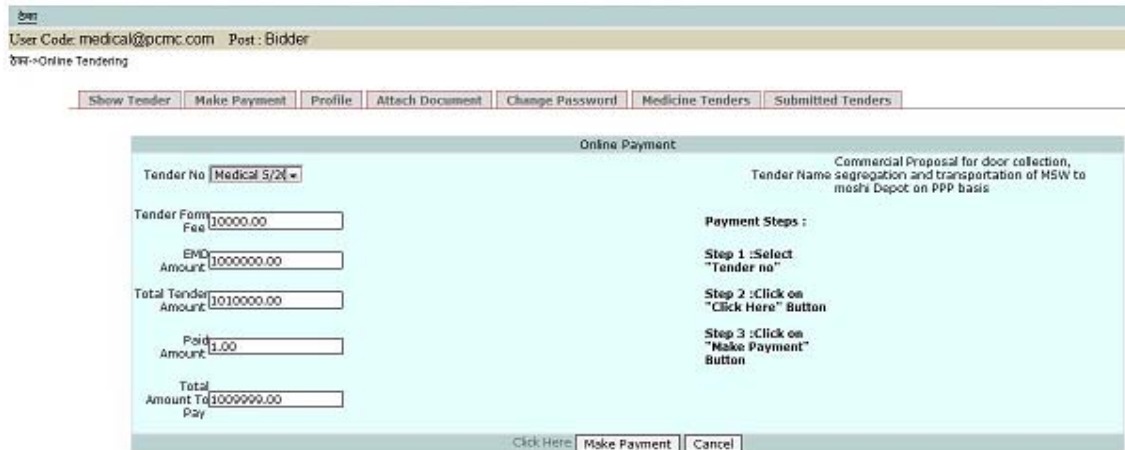 ठेका
User Code: medical@pcmc.com Post : Bidder
ठेका->Online Tendering
Show Tender Make Payment Profile Attach Document Change Password Medicine Tenders Submitted Tenders
Online Payment
Tender No Medical 5/20
Tender Name Commercial Proposal for door collection,
segregation and transportation of MSW to
moshi Depot on PPP basis
Tender Form
Fee 10000.00
Payment Steps :
EMD
Amount 1000000.00
Step 1 :Select
"Tender no"
Total Tender
Amount 1010000.00
Step 2 :Click on
"Click Here" Button
Paid
Amount 1.00
Step 3 :Click on
"Make Payment"
Button
Total
Amount To
Pay 1009999.00
Click Here Make Payment Cancel